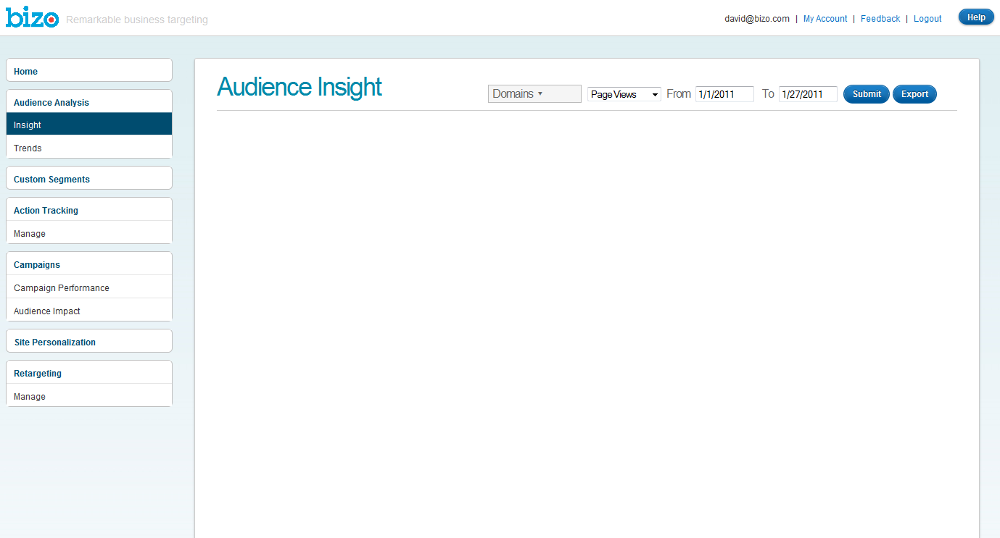 bizo Remarkable business targeting
david@bizo.com | My Account | Feedback | Logout Help
Home
Audience Analysis
Insight
Trends
Custom Segments
Action Tracking
Manage
Campaigns
Campaign Performance
Audience Impact
Site Personalization
Retargeting
Manage
Audience Insight
Domains ▾ Page Views From 1/1/2011 To 1/27/2011 Submit Export